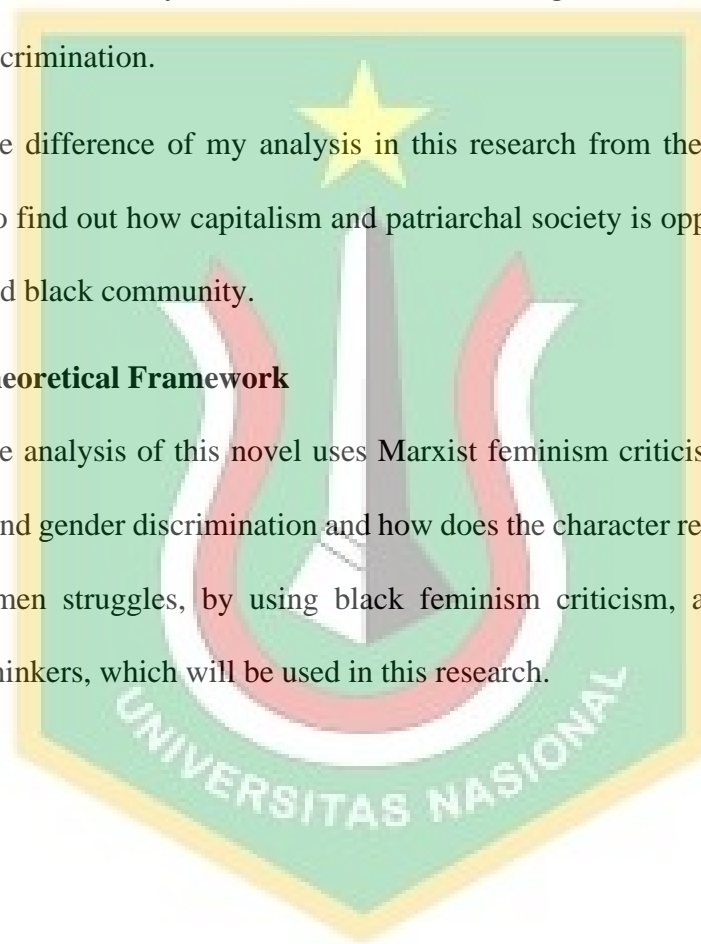 crimination.
e difference of my analysis in this research from the
o find out how capitalism and patriarchal society is opp
d black community.
eoretical Framework
e analysis of this novel uses Marxist feminism criticis
nd gender discrimination and how does the character re
men struggles, by using black feminism criticism, a
hinkers, which will be used in this research.
UNIVERSITAS NASIONAL